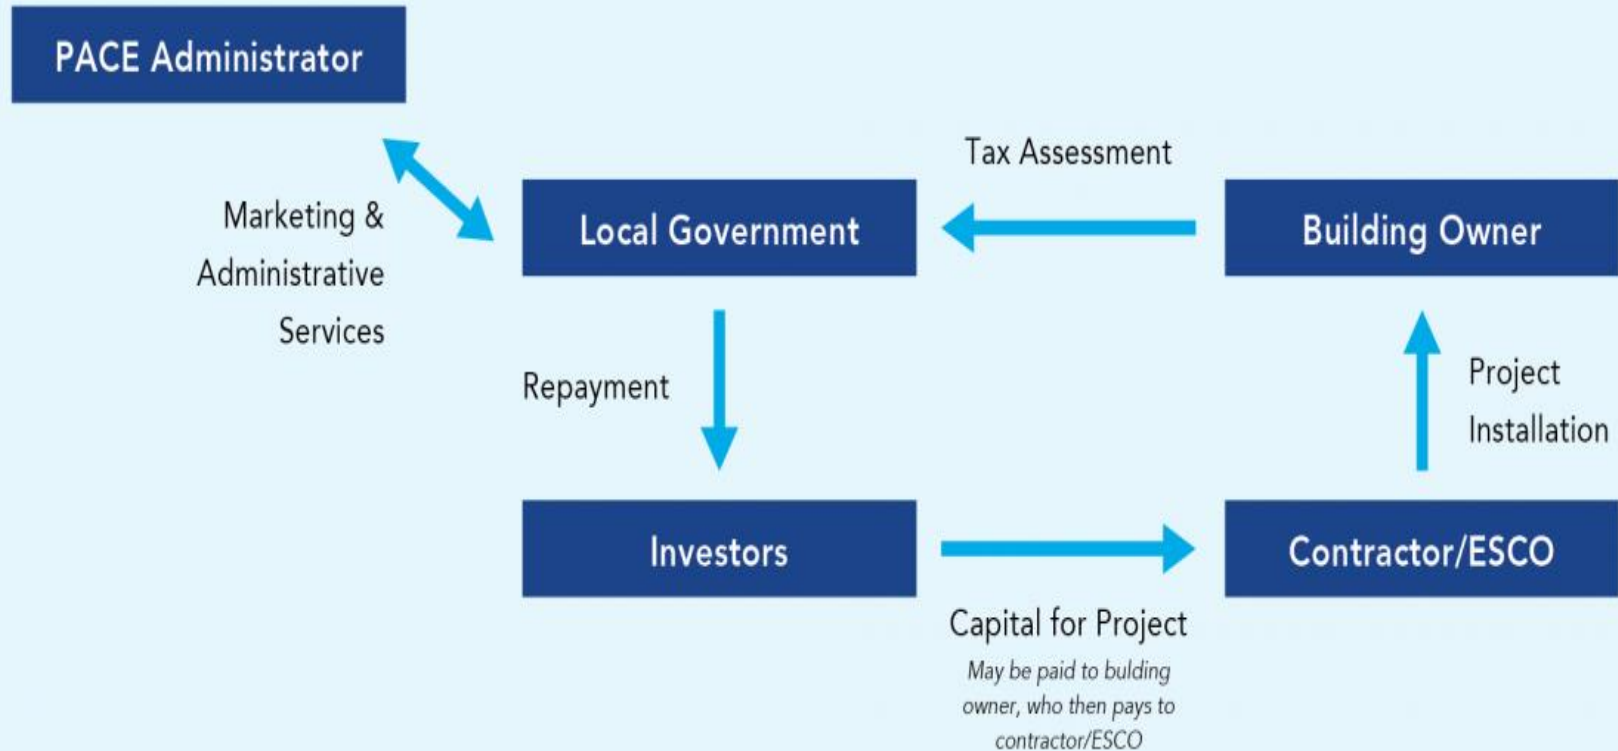 PACE Administrator
Tax Assessment
Marketing &
Administrative
Services
Local Government
Building Owner
Repayment
Project
Installation
Investors
Contractor/ESCO
Capital for Project
May be paid to bulding
owner, who then pays to
contractor/ESCO